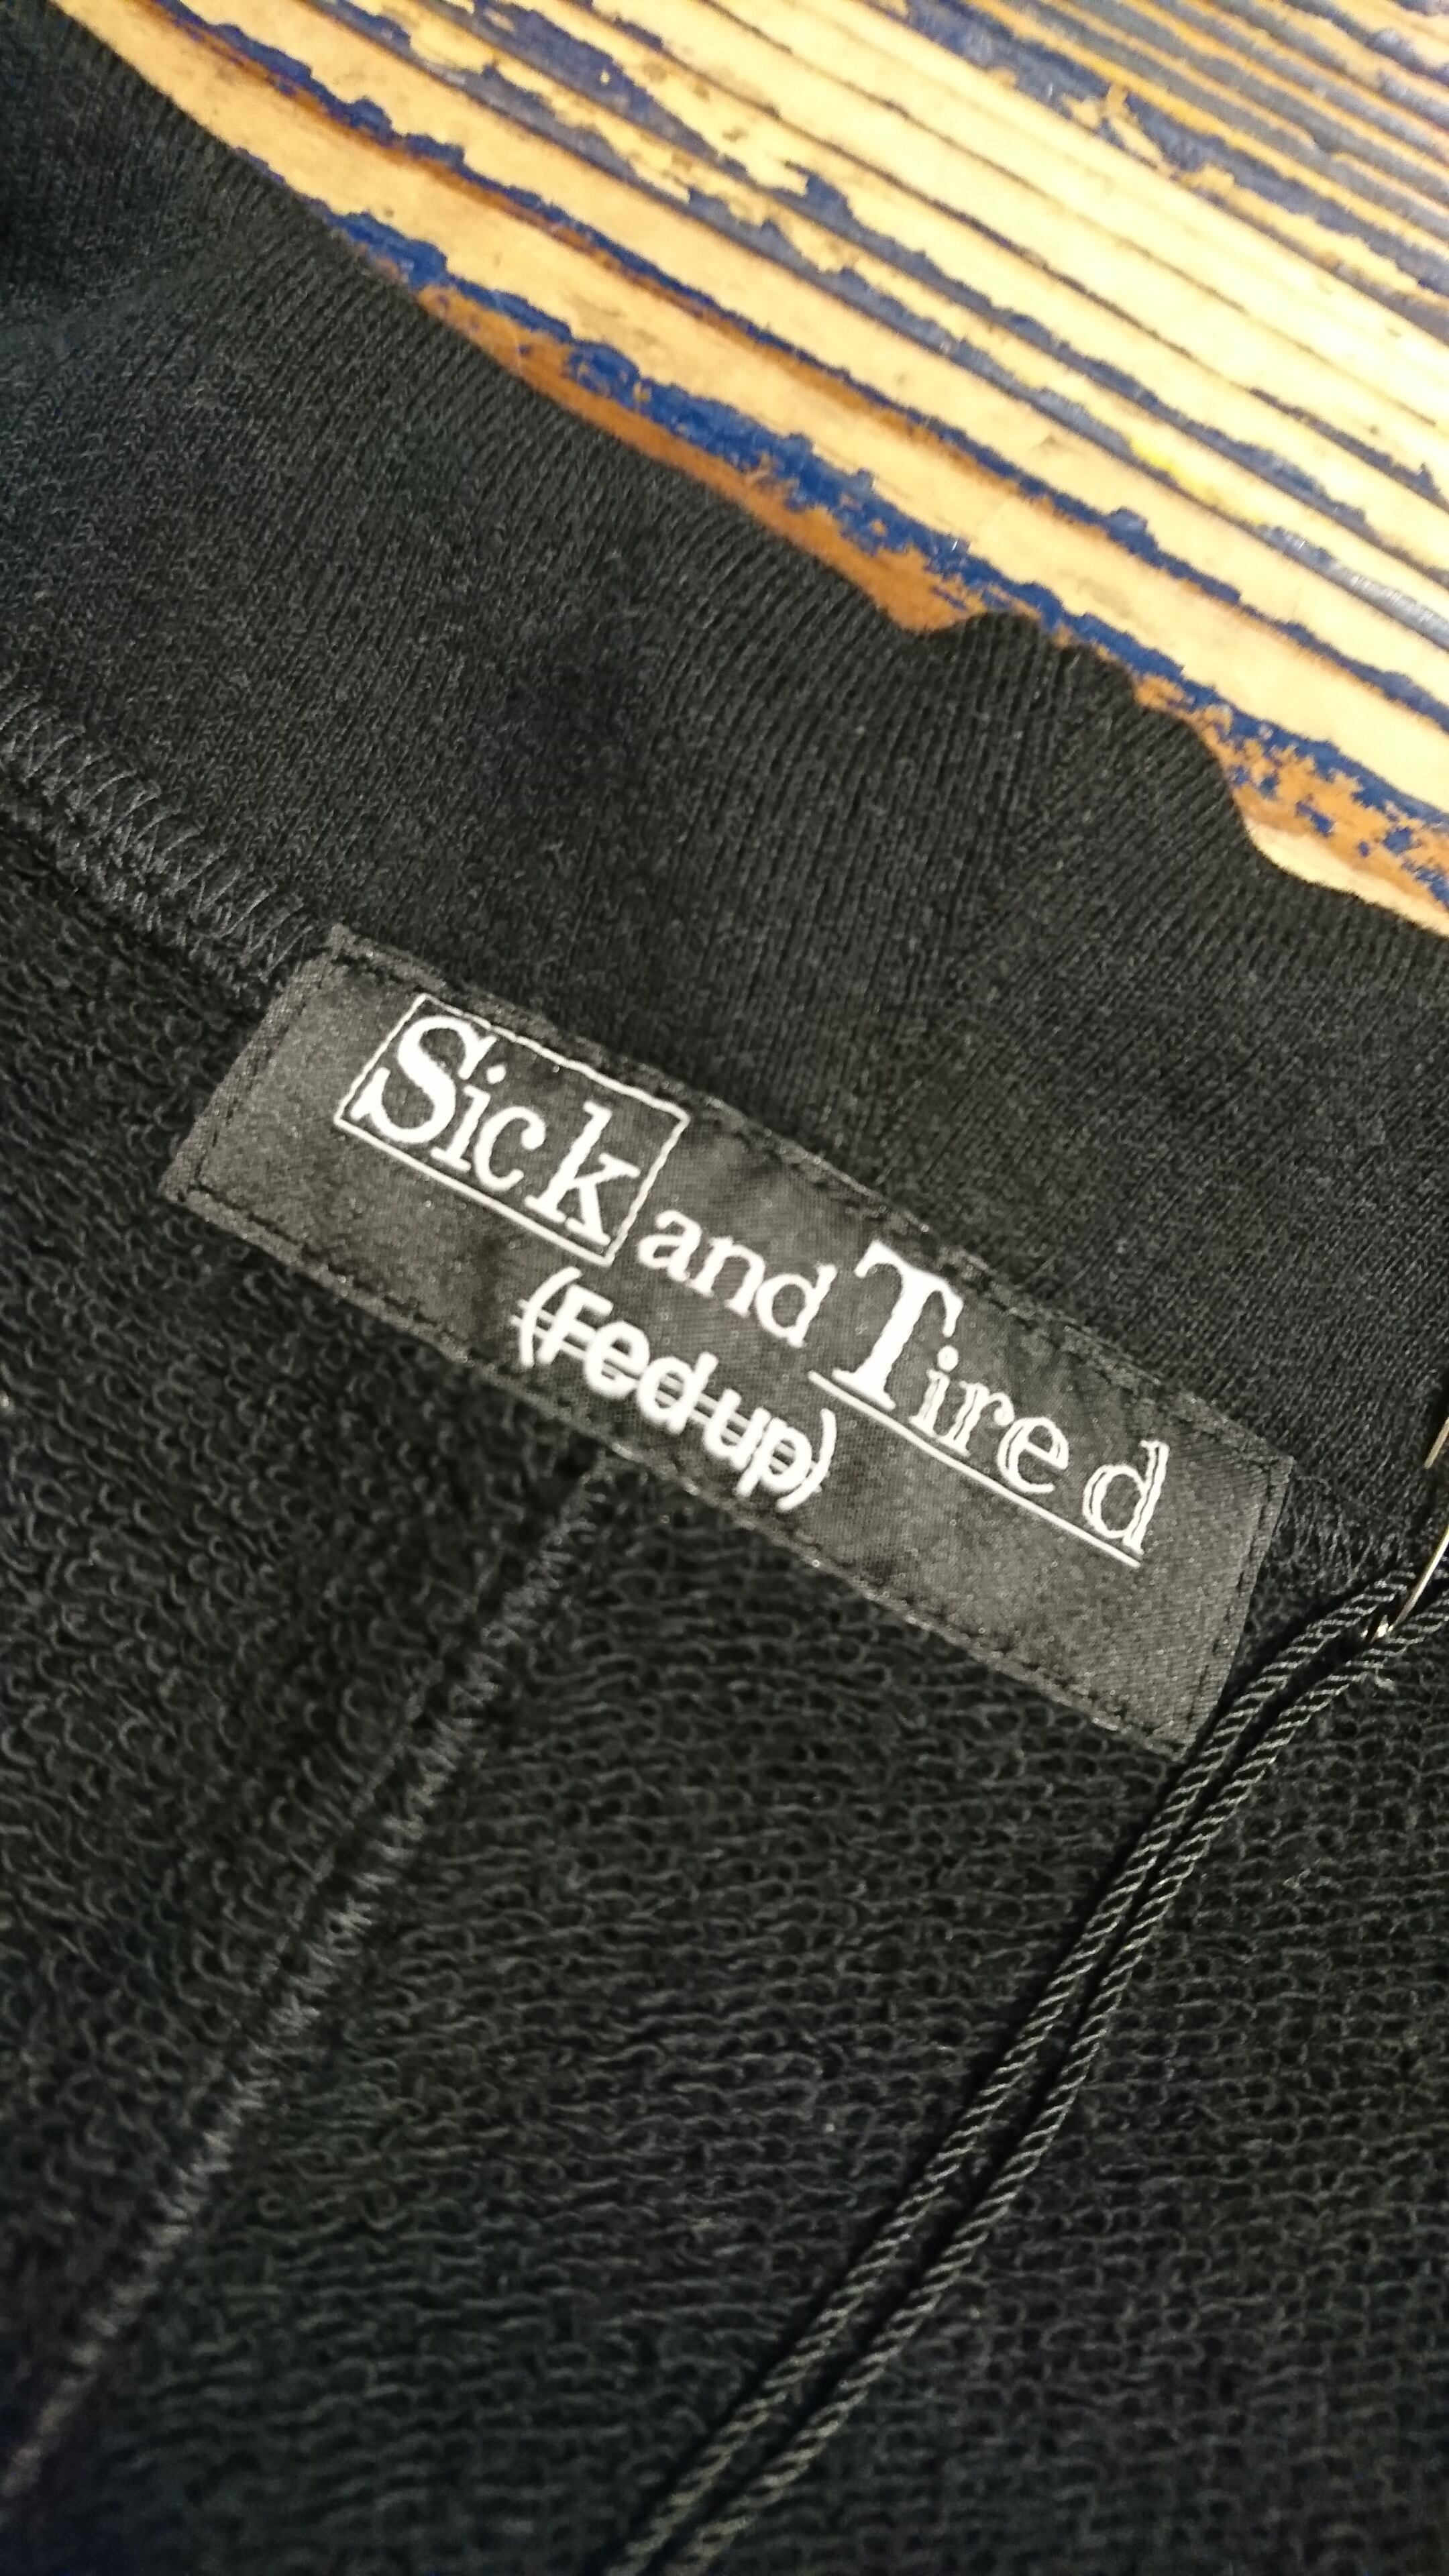 Sick and Tired
(Fed up)